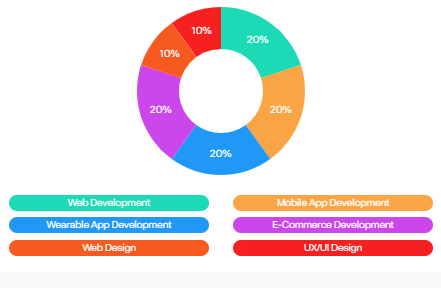 10%
20%
10%
20%
20%
20%
Web Development
Mobile App Development
Wearable App Development
E-Commerce Development
Web Design
UX/UI Design